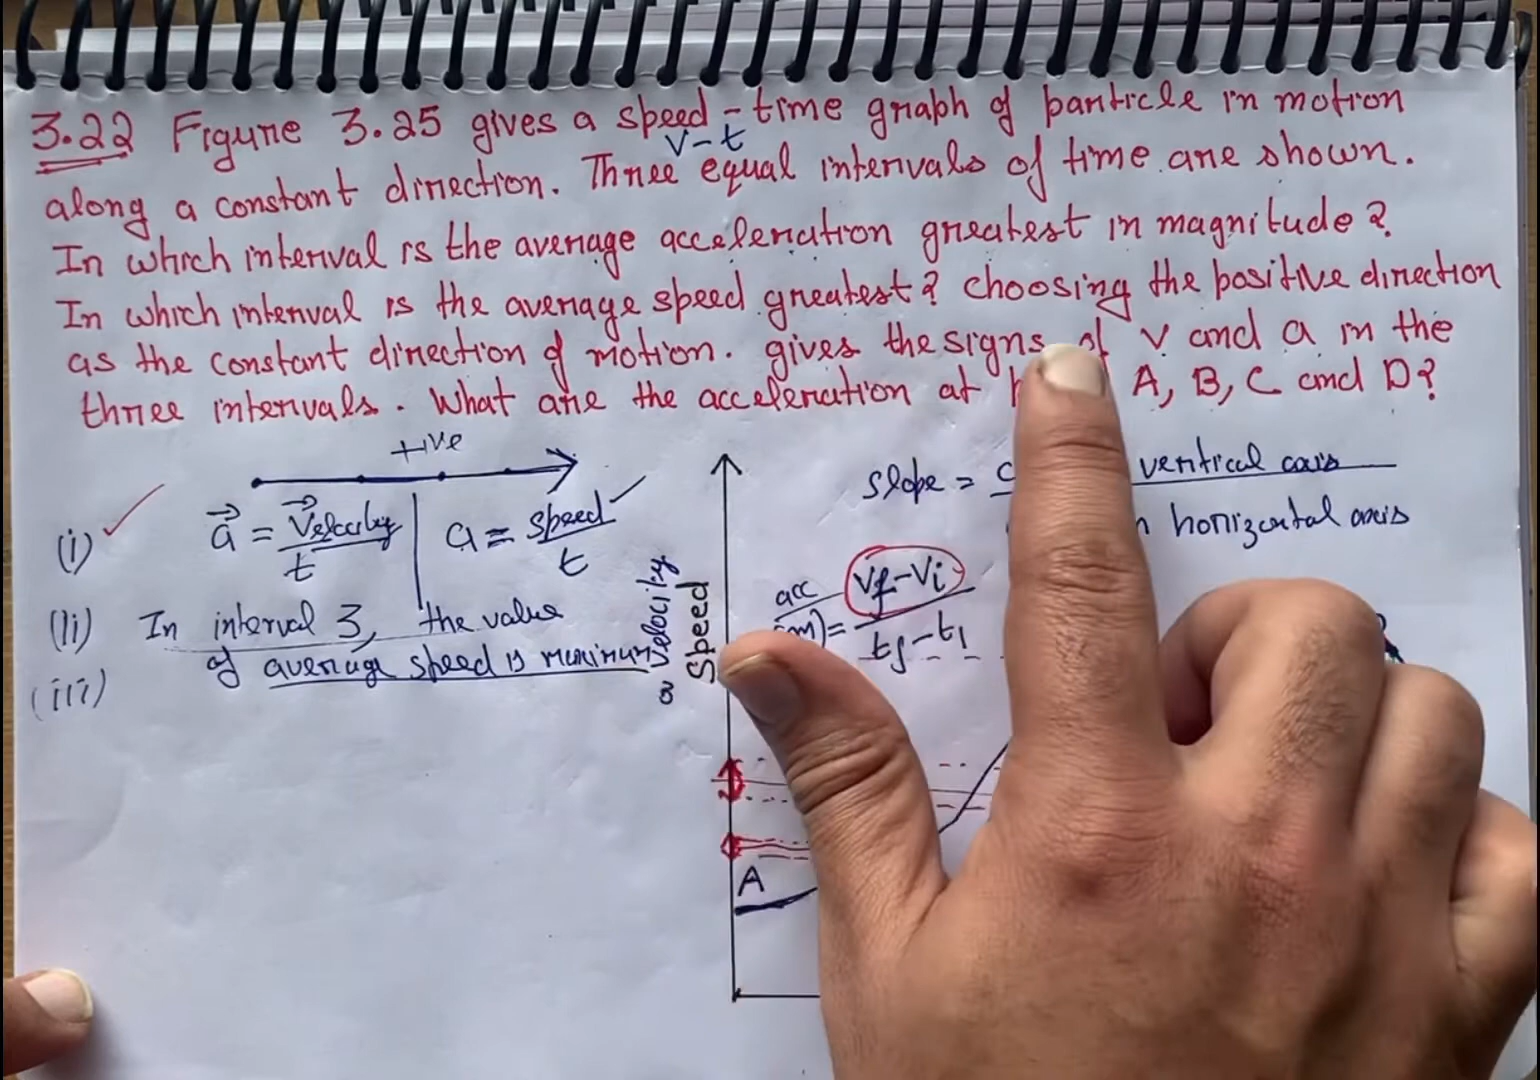 3.22 Figure 3.25 gives a speed-time graph of particle in motion
v-t
along a constant direction. Three equal intervals of time are shown.
In which interval is the average acceleration greatest in magnitude?
In which interval is the average speed greatest? choosing the positive direction
as the constant direction of motion. gives the signs of v and a in the
three intervals. What are the acceleration at A, B, C and D?
+ive
(i) a = velocity / t
a = speed / t
(ii) In interval 3, the value
of average speed is
(iii)
slope = vertical axis
horizontal axis
acc
= vf-vi
velocity
Speed
A